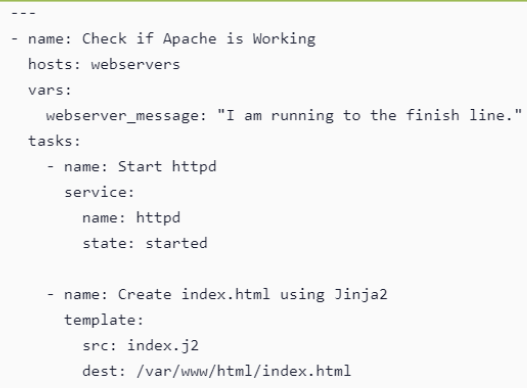 ---
- name: Check if Apache is Working
  hosts: webservers
  vars:
    webserver_message: "I am running to the finish line."
  tasks:
    - name: Start httpd
      service:
        name: httpd
        state: started

    - name: Create index.html using Jinja2
      template:
        src: index.j2
        dest: /var/www/html/index.html